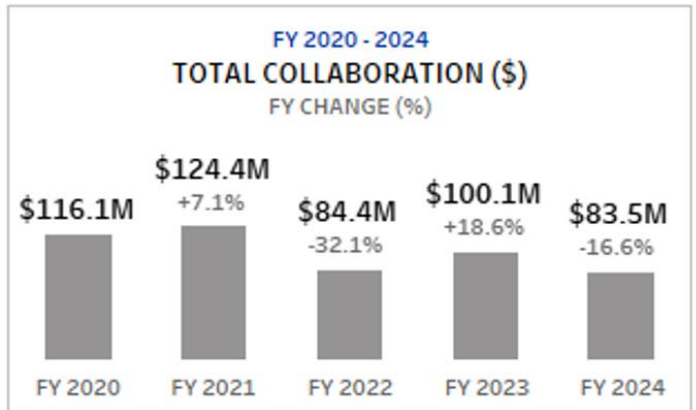 FY 2020 - 2024
TOTAL COLLABORATION ($)
FY CHANGE (%)
$116.1M
$124.4M
+7.1%
$84.4M
-32.1%
$100.1M
+18.6%
$83.5M
-16.6%
FY 2020
FY 2021
FY 2022
FY 2023
FY 2024